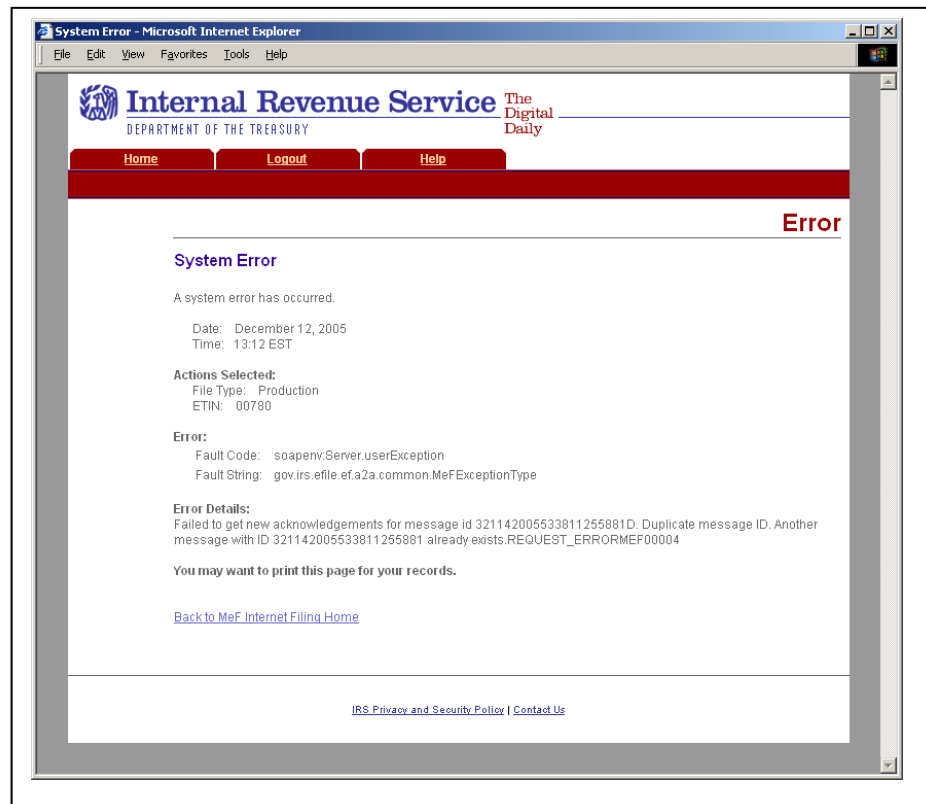 System Error - Microsoft Internet Explorer
File Edit View Favorites Tools Help
Internal Revenue Service
The
Digital
Daily
DEPARTMENT OF THE TREASURY
Home Logout Help
Error
System Error
A system error has occurred.
Date: December 12, 2005
Time: 13:12 EST
Actions Selected:
File Type: Production
ETIN: 00780
Error:
Fault Code: soapenv:Server.userException
Fault String: gov.irs.efile.ef.a2a.common.MeFExceptionType
Error Details:
Failed to get new acknowledgements for message id 321142005533811255881D. Duplicate message ID. Another
message with ID 321142005533811255881 already exists.REQUEST_ERRORMEF00004
You may want to print this page for your records.
Back to MeF Internet Filing Home
IRS Privacy and Security Policy | Contact Us